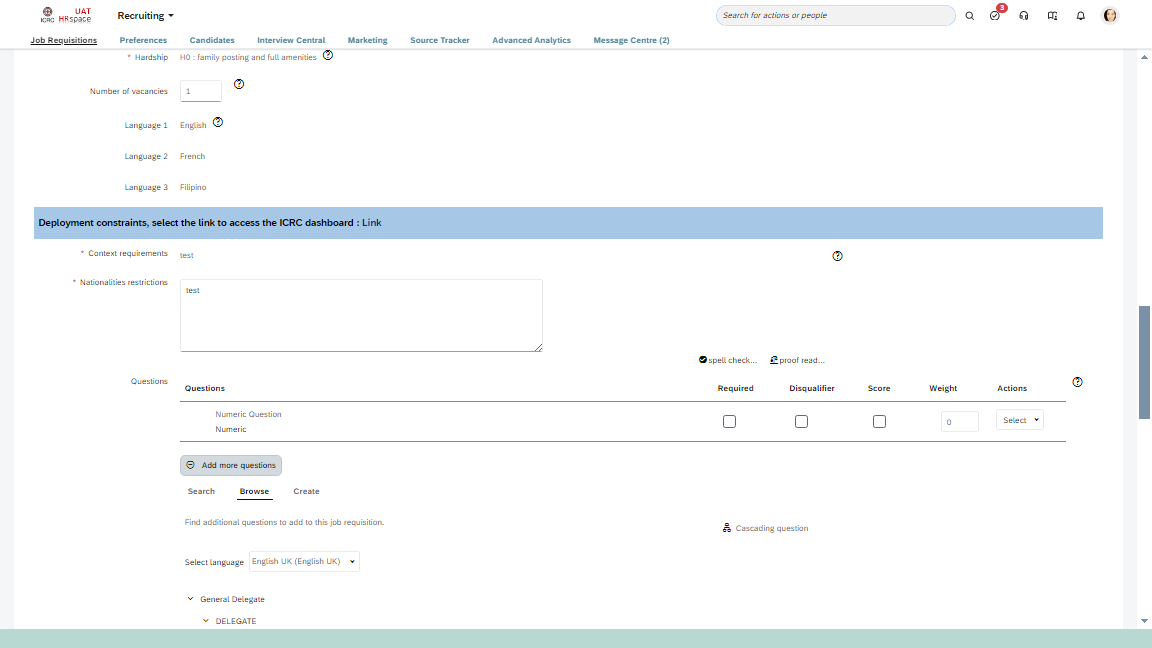 ICRC
UAT
HRspace
Recruiting
Search for actions or people
3
Job Requisitions
Preferences
Candidates
Interview Central
Marketing
Source Tracker
Advanced Analytics
Message Centre (2)
* Hardship
H0 : family posting and full amenities
Number of vacancies
1
Language 1
English
Language 2
French
Language 3
Filipino
Deployment constraints, select the link to access the ICRC dashboard : Link
* Context requirements
test
* Nationalities restrictions
test
spell check...
proof read...
Questions
Questions
Required
Disqualifier
Score
Weight
Actions
Numeric Question
Numeric
0
Select
Add more questions
Search
Browse
Create
Find additional questions to add to this job requisition.
Cascading question
Select language
English UK (English UK)
General Delegate
DELEGATE